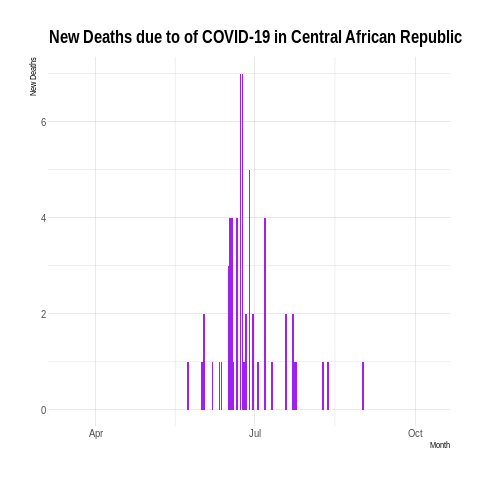 New Deaths due to of COVID-19 in Central African Republic
New Deaths
6
4
2
0
Apr
Jul
Oct
Month